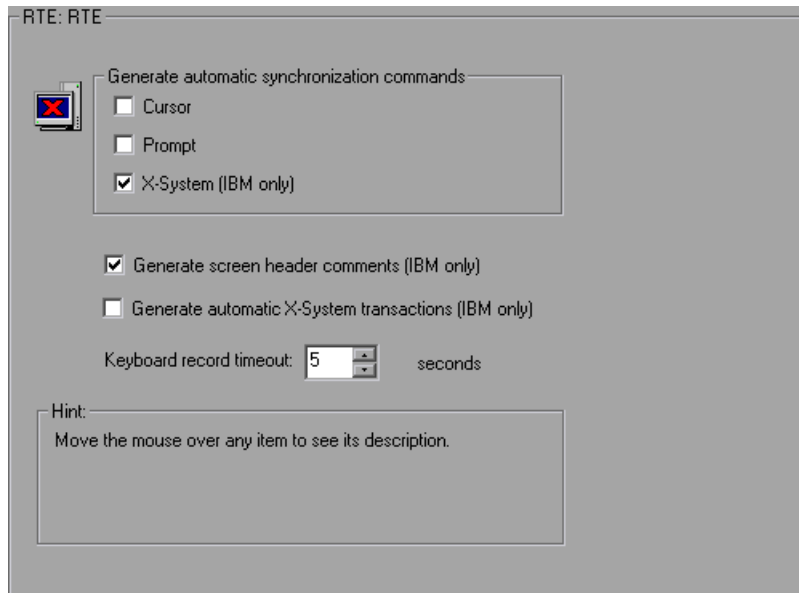 RTE: RTE
Generate automatic synchronization commands
Cursor
Prompt
X-System (IBM only)
Generate screen header comments (IBM only)
Generate automatic X-System transactions (IBM only)
Keyboard record timeout: 5 seconds
Hint:
Move the mouse over any item to see its description.